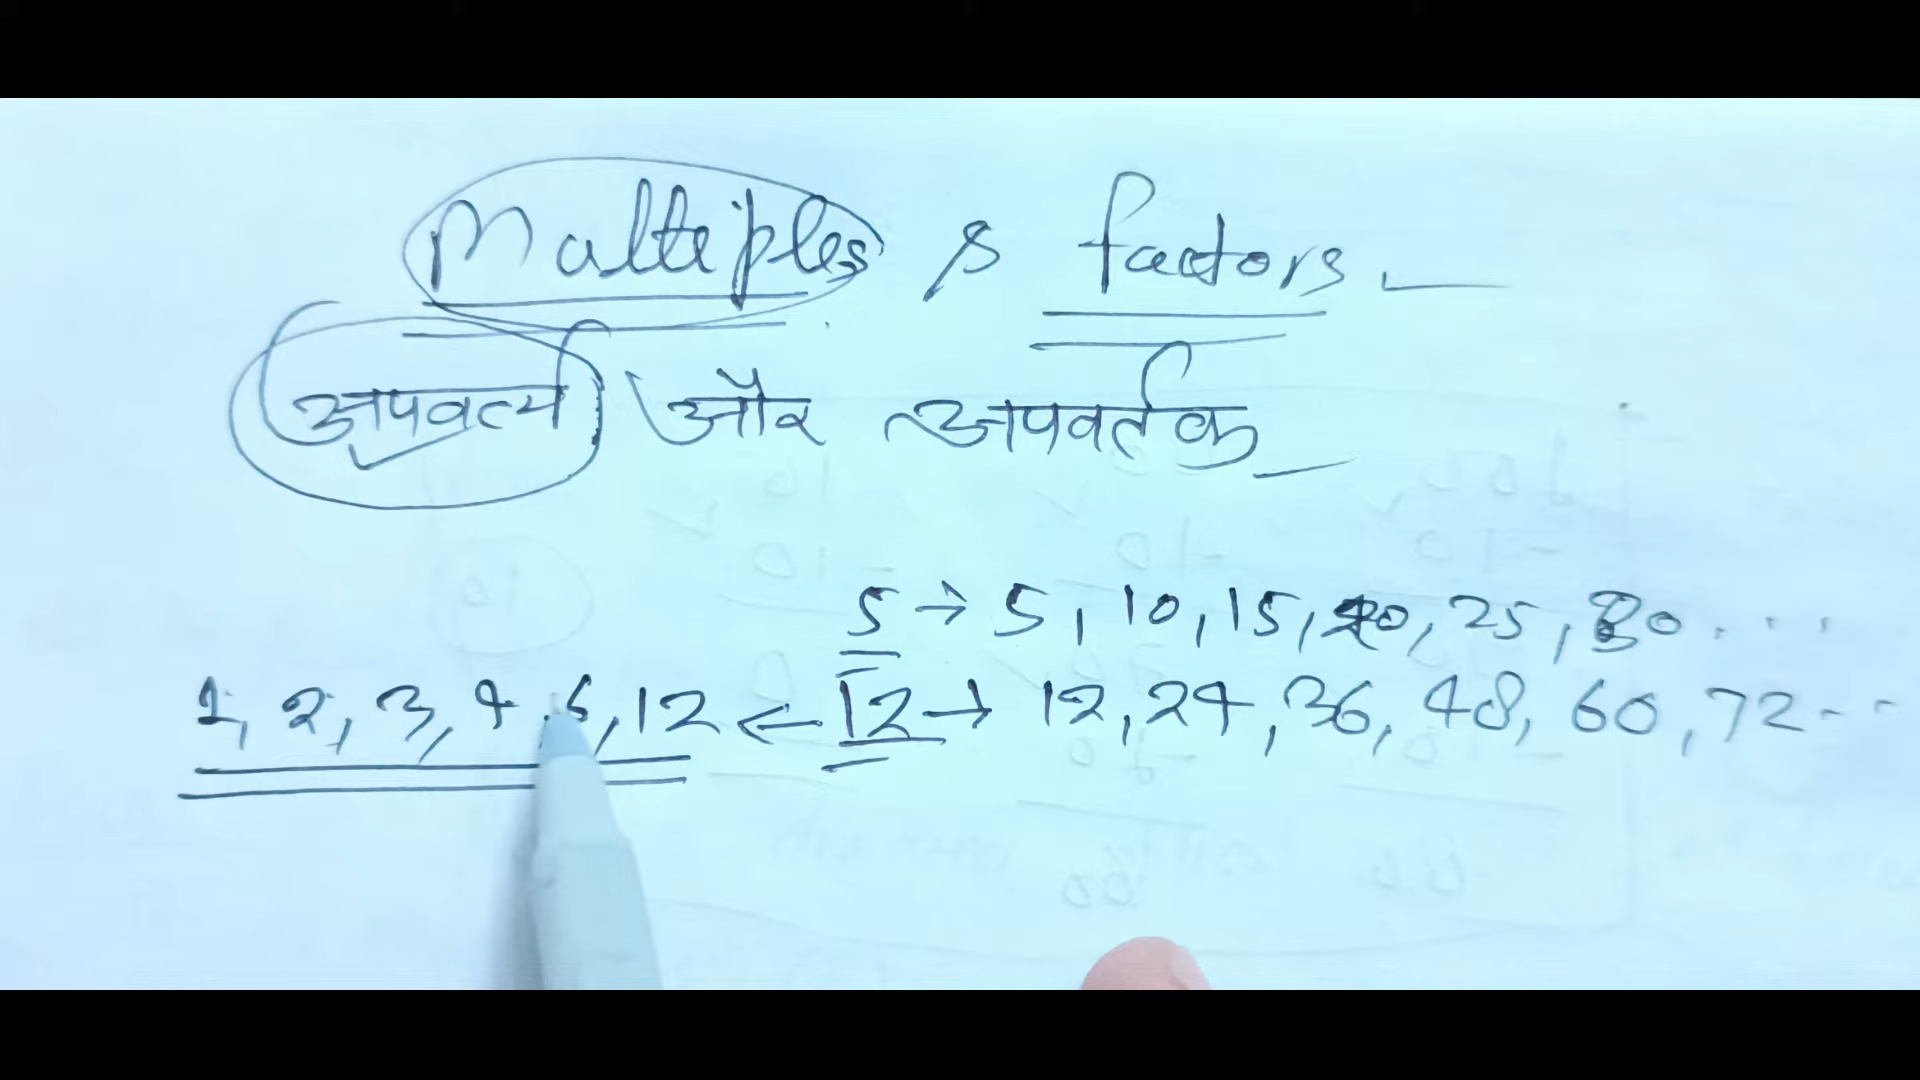 Multiples & factors
अपवर्त्य और अपवर्तक
5 → 5, 10, 15, 20, 25, 30 ...
1, 2, 3, 4, 6, 12 ← 12 → 12, 24, 36, 48, 60, 72 ...